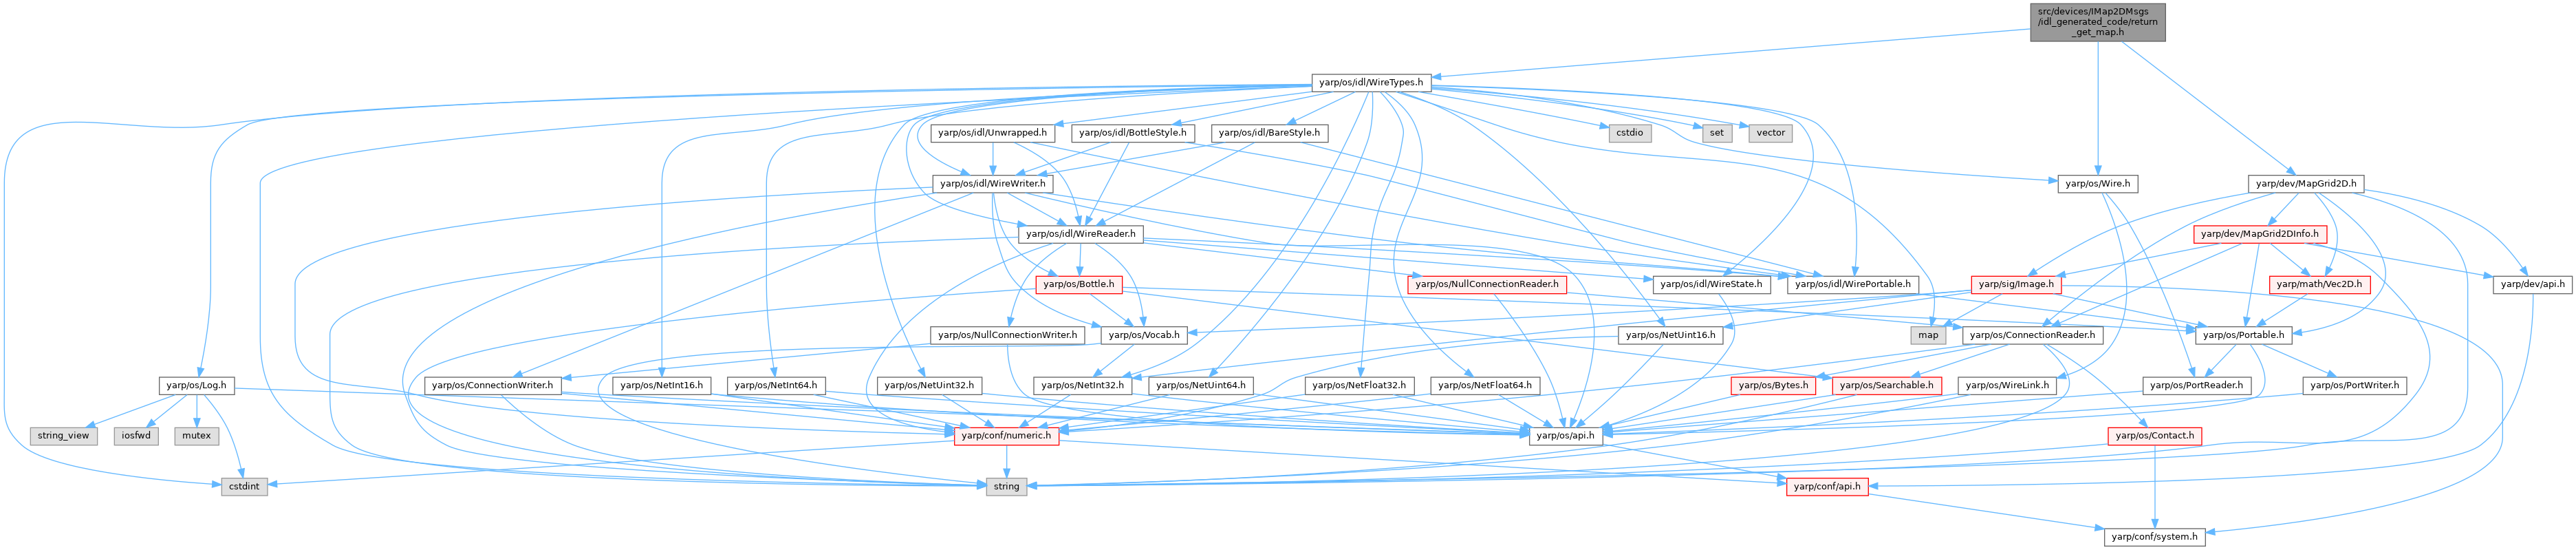 src/devices/IMap2DMsgs
/idl_generated_code/return
_get_map.h
yarp/os/idl/WireTypes.h
yarp/os/idl/Unwrapped.h
yarp/os/idl/BottleStyle.h
yarp/os/idl/BareStyle.h
cstdio
set
vector
yarp/os/idl/WireWriter.h
yarp/os/Wire.h
yarp/dev/MapGrid2D.h
yarp/os/idl/WireReader.h
yarp/dev/MapGrid2DInfo.h
yarp/os/Bottle.h
yarp/os/NullConnectionReader.h
yarp/os/idl/WireState.h
yarp/os/idl/WirePortable.h
yarp/sig/Image.h
yarp/math/Vec2D.h
yarp/dev/api.h
yarp/os/NullConnectionWriter.h
yarp/os/Vocab.h
yarp/os/NetUint16.h
map
yarp/os/ConnectionReader.h
yarp/os/Portable.h
yarp/os/Log.h
yarp/os/ConnectionWriter.h
yarp/os/NetInt16.h
yarp/os/NetInt64.h
yarp/os/NetUint32.h
yarp/os/NetInt32.h
yarp/os/NetUint64.h
yarp/os/NetFloat32.h
yarp/os/NetFloat64.h
yarp/os/Bytes.h
yarp/os/Searchable.h
yarp/os/WireLink.h
yarp/os/PortReader.h
yarp/os/PortWriter.h
string_view
iosfwd
mutex
yarp/conf/numeric.h
yarp/os/api.h
yarp/os/Contact.h
cstdint
string
yarp/conf/api.h
yarp/conf/system.h